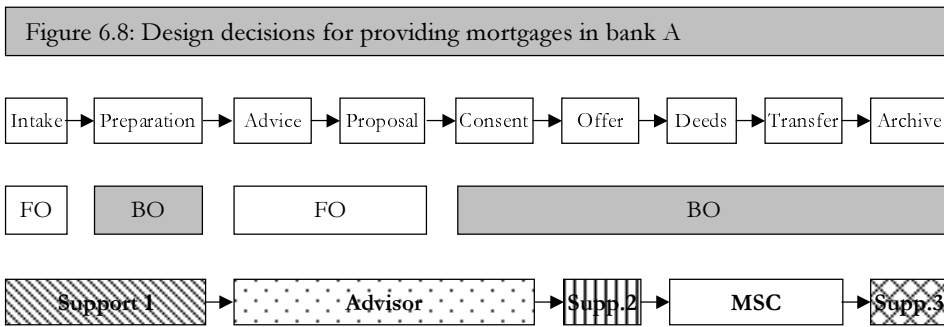 Figure 6.8: Design decisions for providing mortgages in bank A
Intake Preparation Advice Proposal Consent Offer Deeds Transfer Archive
FO BO FO BO
Support 1 Advisor Supp.2 MSC Supp.3